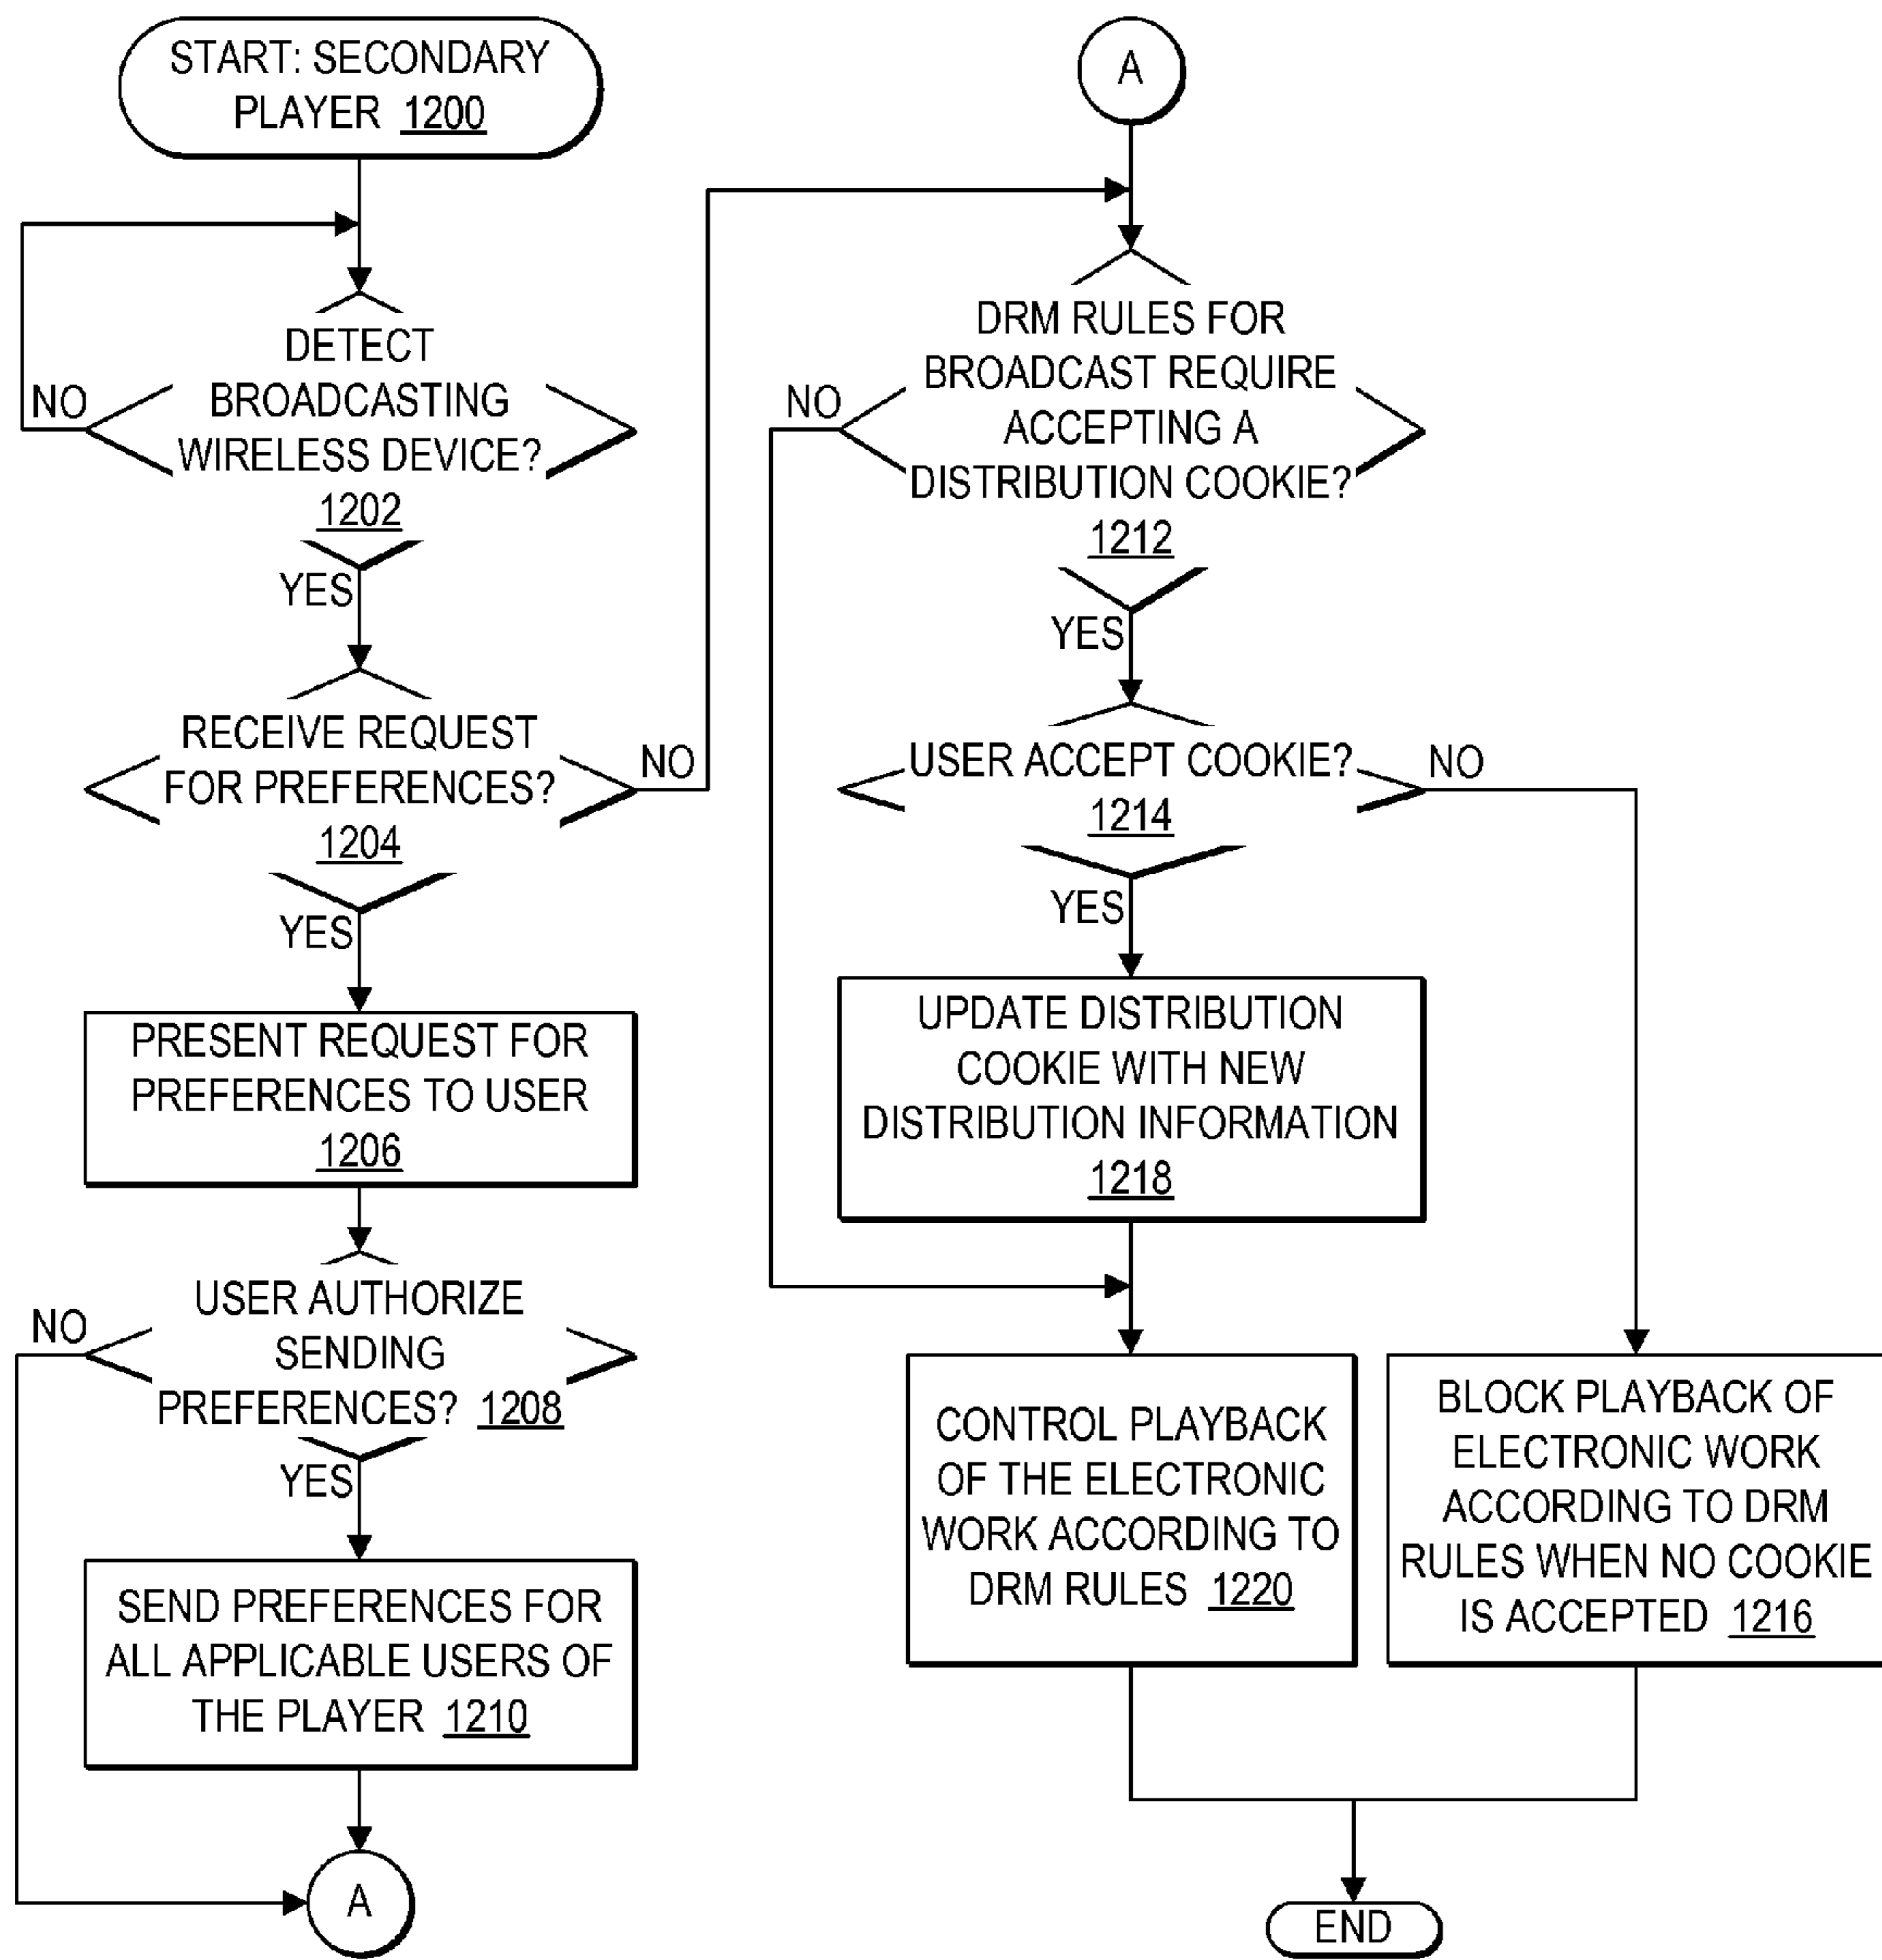 START: SECONDARY
PLAYER 1200
DETECT
BROADCASTING
WIRELESS DEVICE?
1202
NO
YES
RECEIVE REQUEST
FOR PREFERENCES?
1204
NO
YES
PRESENT REQUEST FOR
PREFERENCES TO USER
1206
USER AUTHORIZE
SENDING
PREFERENCES? 1208
NO
YES
SEND PREFERENCES FOR
ALL APPLICABLE USERS OF
THE PLAYER 1210
A
A
DRM RULES FOR
BROADCAST REQUIRE
ACCEPTING A
DISTRIBUTION COOKIE?
1212
NO
YES
USER ACCEPT COOKIE?
1214
NO
YES
UPDATE DISTRIBUTION
COOKIE WITH NEW
DISTRIBUTION INFORMATION
1218
CONTROL PLAYBACK
OF THE ELECTRONIC
WORK ACCORDING TO
DRM RULES 1220
BLOCK PLAYBACK OF
ELECTRONIC WORK
ACCORDING TO DRM
RULES WHEN NO COOKIE
IS ACCEPTED 1216
END